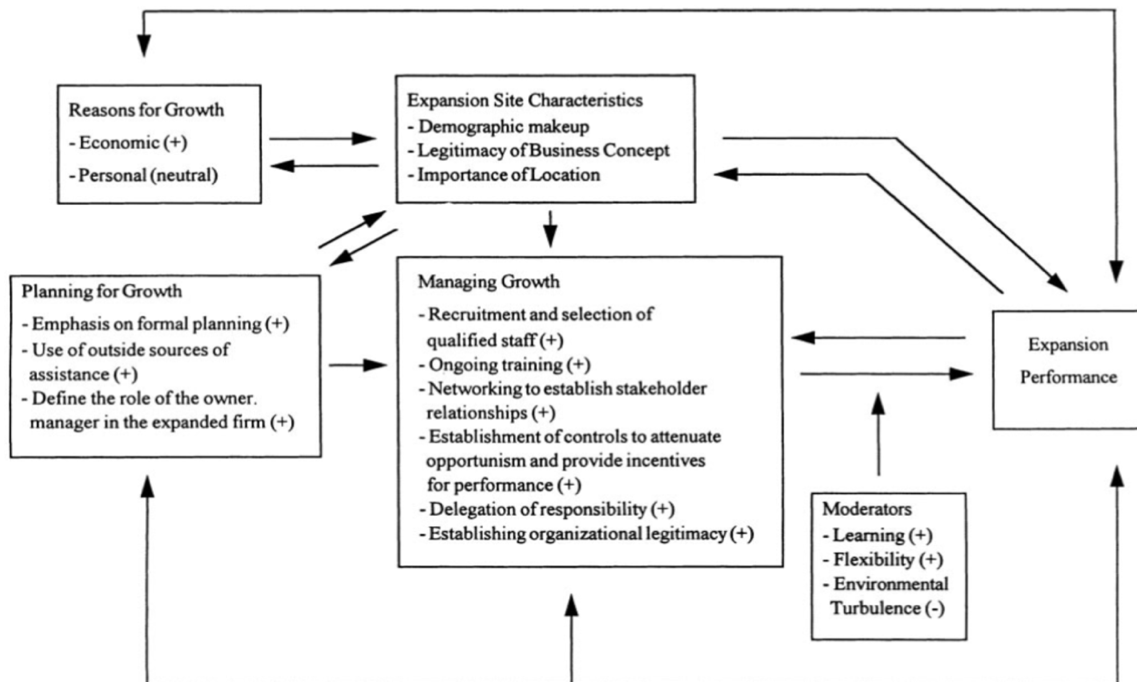 Reasons for Growth
- Economic (+)
- Personal (neutral)
Expansion Site Characteristics
- Demographic makeup
- Legitimacy of Business Concept
- Importance of Location
Planning for Growth
- Emphasis on formal planning (+)
- Use of outside sources of
assistance (+)
- Define the role of the owner.
manager in the expanded firm (+)
Managing Growth
- Recruitment and selection of
qualified staff (+)
- Ongoing training (+)
- Networking to establish stakeholder
relationships (+)
- Establishment of controls to attenuate
opportunism and provide incentives
for performance (+)
- Delegation of responsibility (+)
- Establishing organizational legitimacy (+)
Expansion
Performance
Moderators
- Learning (+)
- Flexibility (+)
- Environmental
Turbulence (-)